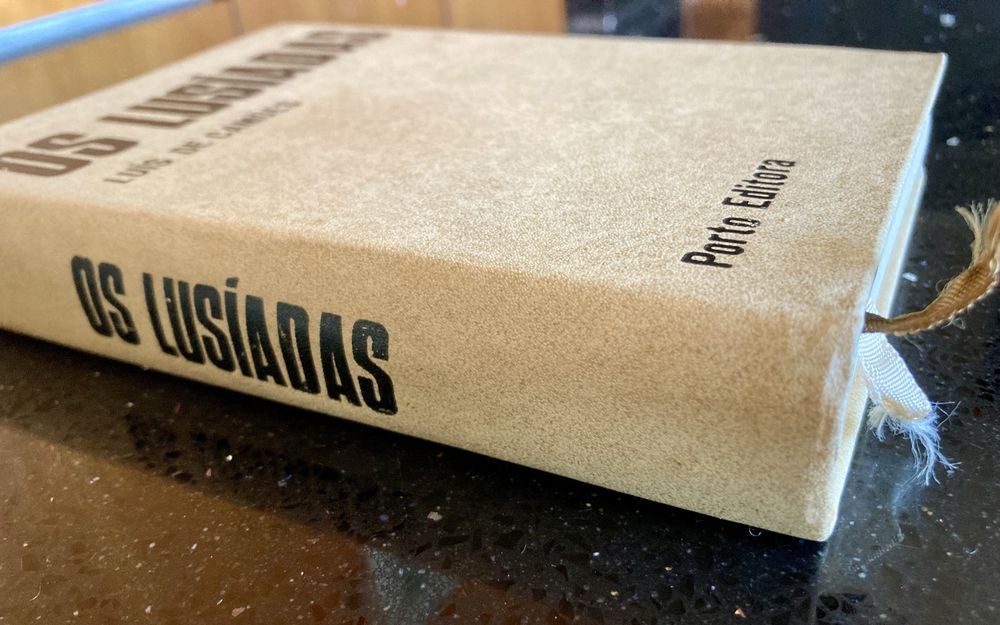 OS LUSÍADAS
LUÍS DE CAMÕES
Porto Editora
OS LUSÍADAS